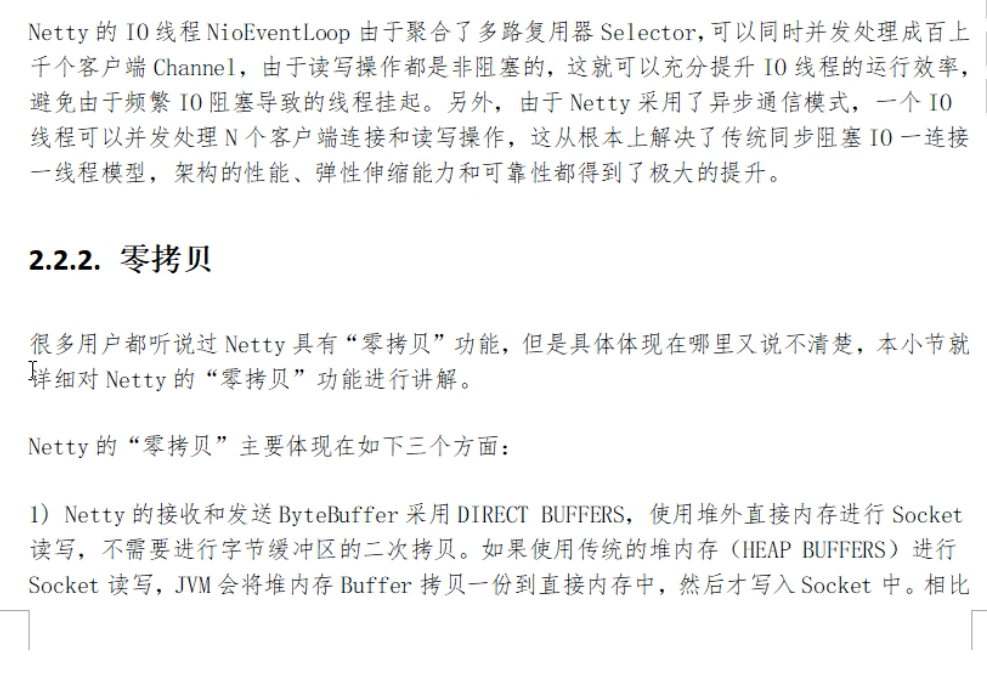 Netty 的 IO 线程 NioEventLoop 由于聚合了多路复用器 Selector，可以同时并发处理成百上
千个客户端 Channel，由于读写操作都是非阻塞的，这就可以充分提升 IO 线程的运行效率，
避免由于频繁 IO 阻塞导致的线程挂起。另外，由于 Netty 采用了异步通信模式，一个 IO
线程可以并发处理 N 个客户端连接和读写操作，这从根本上解决了传统同步阻塞 IO 一连接
一线程模型，架构的性能、弹性伸缩能力和可靠性都得到了极大的提升。
2.2.2. 零拷贝
很多用户都听说过 Netty 具有“零拷贝”功能，但是具体体现在哪里又说不清楚，本小节就
详细对 Netty 的“零拷贝”功能进行讲解。
Netty 的“零拷贝”主要体现在如下三个方面：
1) Netty 的接收和发送 ByteBuffer 采用 DIRECT BUFFERS，使用堆外直接内存进行 Socket
读写，不需要进行字节缓冲区的二次拷贝。如果使用传统的堆内存（HEAP BUFFERS）进行
Socket 读写，JVM 会将堆内存 Buffer 拷贝一份到直接内存中，然后才写入 Socket 中。相比